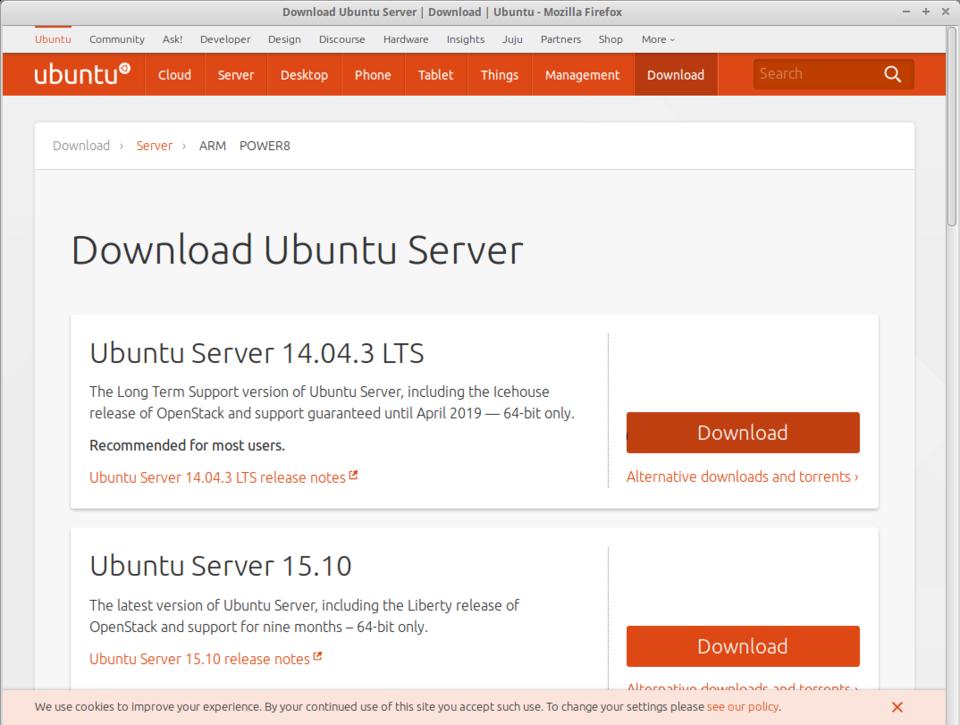 Download Ubuntu Server | Download | Ubuntu - Mozilla Firefox
Ubuntu Community Ask! Developer Design Discourse Hardware Insights Juju Partners Shop More
ubuntu Cloud Server Desktop Phone Tablet Things Management Download Search
Download › Server › ARM POWER8
Download Ubuntu Server
Ubuntu Server 14.04.3 LTS
The Long Term Support version of Ubuntu Server, including the Icehouse
release of OpenStack and support guaranteed until April 2019 — 64-bit only.
Recommended for most users.
Ubuntu Server 14.04.3 LTS release notes
Download
Alternative downloads and torrents ›
Ubuntu Server 15.10
The latest version of Ubuntu Server, including the Liberty release of
OpenStack and support for nine months – 64-bit only.
Ubuntu Server 15.10 release notes
Download
Alternative downloads and torrents ›
We use cookies to improve your experience. By your continued use of this site you accept such use. To change your settings please see our policy.